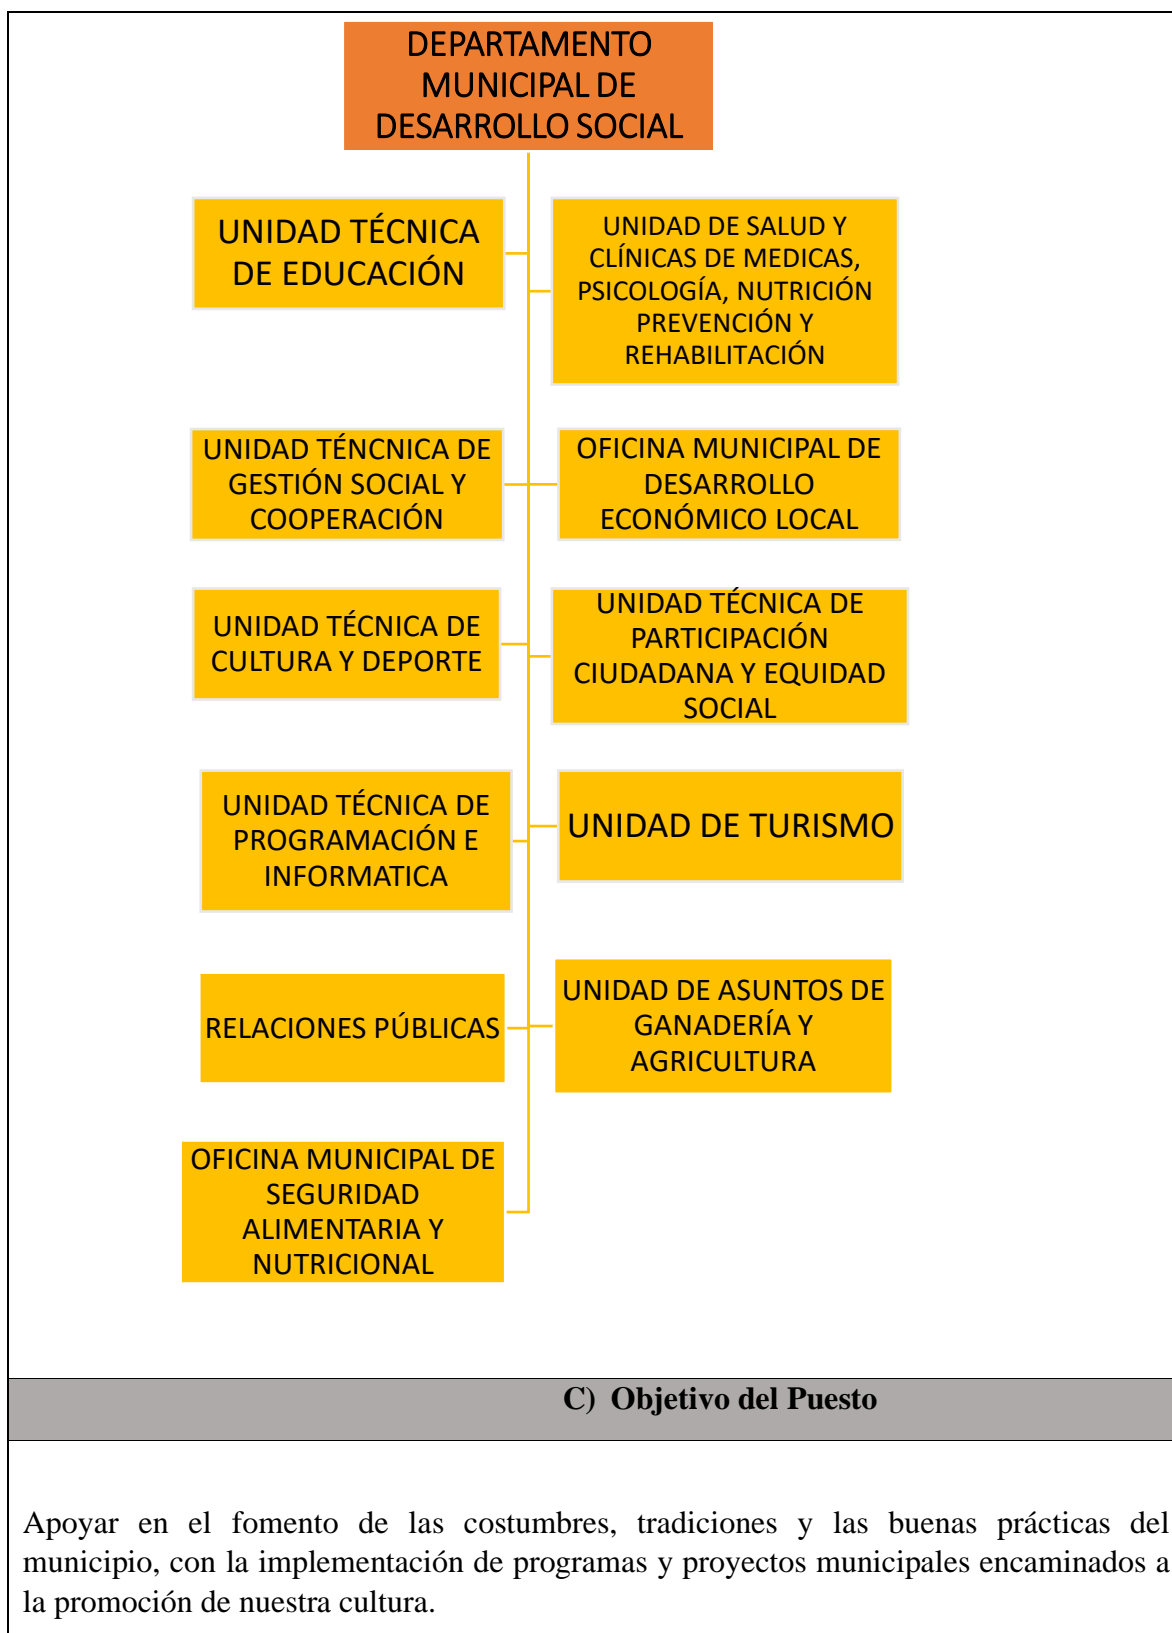 DEPARTAMENTO
MUNICIPAL DE
DESARROLLO SOCIAL
UNIDAD TÉCNICA
DE EDUCACIÓN
UNIDAD DE SALUD Y
CLÍNICAS DE MEDICAS,
PSICOLOGÍA, NUTRICIÓN
PREVENCIÓN Y
REHABILITACIÓN
UNIDAD TÉNCNICA DE
GESTIÓN SOCIAL Y
COOPERACIÓN
OFICINA MUNICIPAL DE
DESARROLLO
ECONÓMICO LOCAL
UNIDAD TÉCNICA DE
CULTURA Y DEPORTE
UNIDAD TÉCNICA DE
PARTICIPACIÓN
CIUDADANA Y EQUIDAD
SOCIAL
UNIDAD TÉCNICA DE
PROGRAMACIÓN E
INFORMATICA
UNIDAD DE TURISMO
RELACIONES PÚBLICAS
UNIDAD DE ASUNTOS DE
GANADERÍA Y
AGRICULTURA
OFICINA MUNICIPAL DE
SEGURIDAD
ALIMENTARIA Y
NUTRICIONAL
C) Objetivo del Puesto
Apoyar en el fomento de las costumbres, tradiciones y las buenas prácticas del
municipio, con la implementación de programas y proyectos municipales encaminados a
la promoción de nuestra cultura.